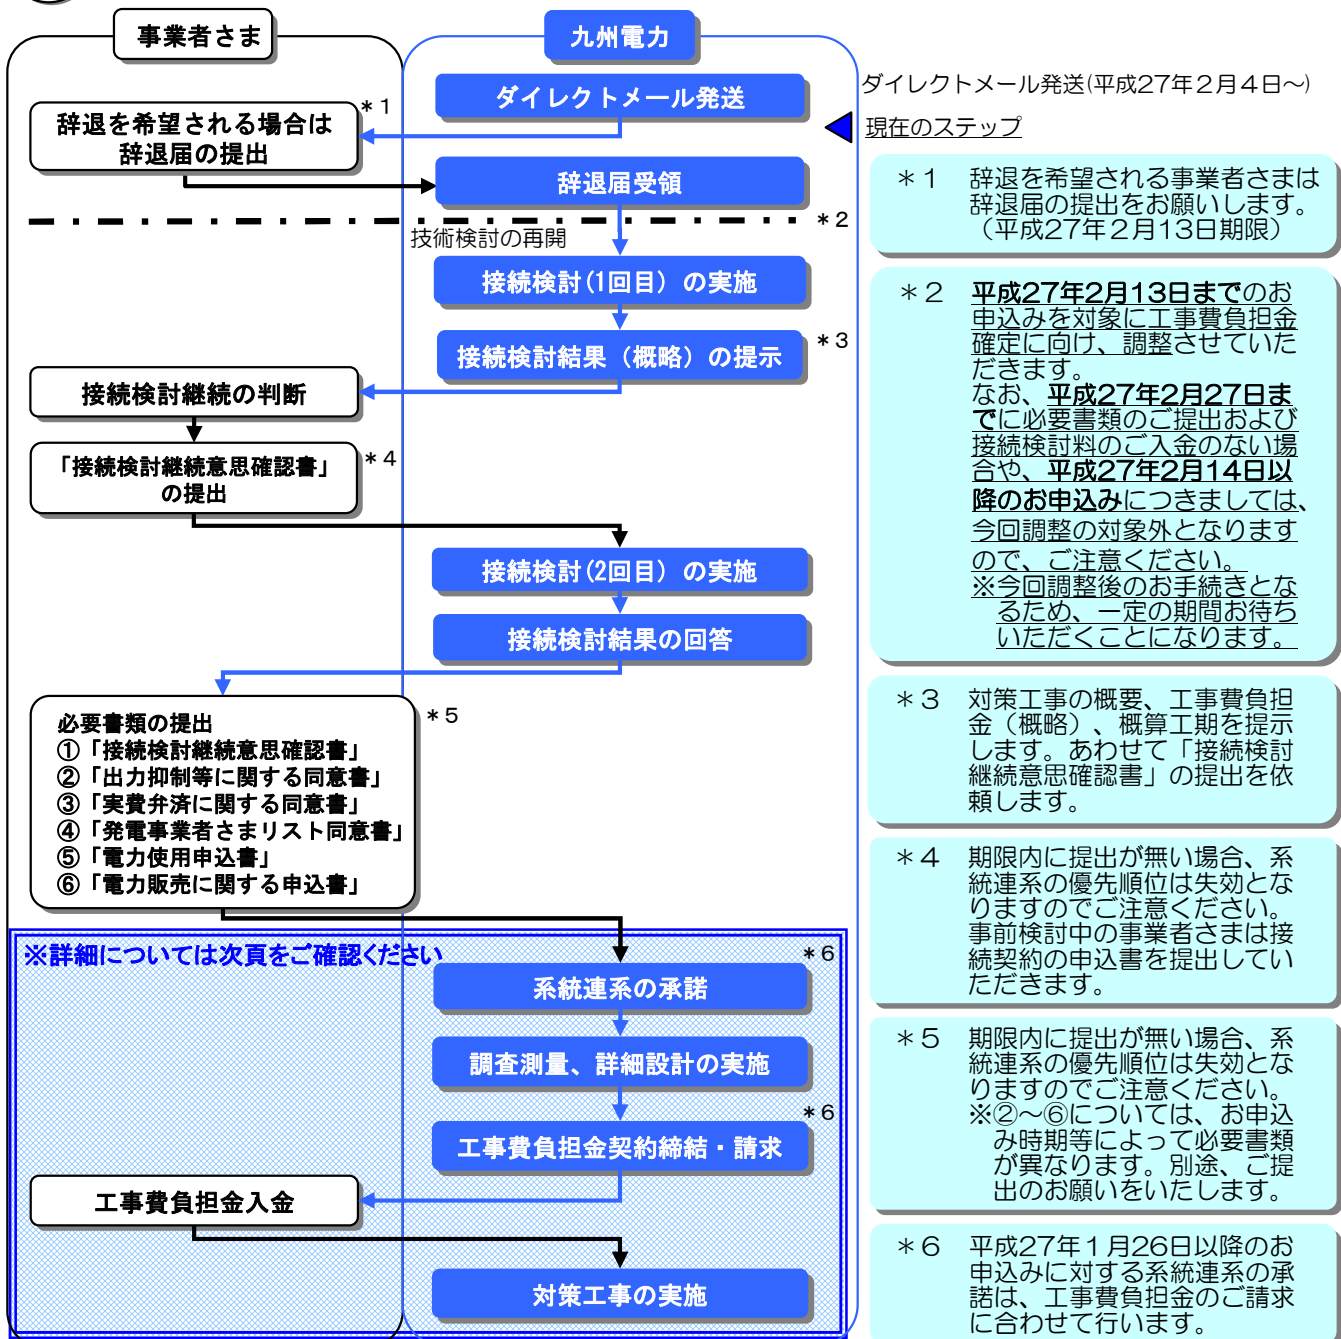 事業者さま
九州電力
ダイレクトメール発送
ダイレクトメール発送(平成27年２月４日～)
現在のステップ
辞退を希望される場合は
辞退届の提出
＊1
辞退届受領
＊2
技術検討の再開
接続検討(1回目）の実施
接続検討結果（概略）の提示
＊3
接続検討継続の判断
「接続検討継続意思確認書」
の提出
＊4
接続検討(2回目）の実施
接続検討結果の回答
必要書類の提出
①「接続検討継続意思確認書」
②「出力抑制等に関する同意書」
③「実費弁済に関する同意書」
④「発電事業者さまリスト同意書」
⑤「電力使用申込書」
⑥「電力販売に関する申込書」
＊5
※詳細については次頁をご確認ください
＊6
系統連系の承諾
調査測量、詳細設計の実施
＊6
工事費負担金契約締結・請求
工事費負担金入金
対策工事の実施
＊１ 辞退を希望される事業者さまは
辞退届の提出をお願いします。
（平成27年２月13日期限）
＊２ 平成27年2月13日までのお
申込みを対象に工事費負担金
確定に向け、調整させていた
だきます。
なお、平成27年2月27日ま
でに必要書類のご提出および
接続検討料のご入金のない場
合や、平成27年2月14日以
降のお申込みにつきましては、
今回調整の対象外となります
ので、ご注意ください。
※今回調整後のお手続きとな
るため、一定の期間お待ち
いただくことになります。
＊３ 対策工事の概要、工事費負担
金（概略）、概算工期を提示
します。あわせて「接続検討
継続意思確認書」の提出を依
頼します。
＊４ 期限内に提出が無い場合、系
統連系の優先順位は失効とな
りますのでご注意ください。
事前検討中の事業者さまは接
続契約の申込書を提出してい
ただきます。
＊５ 期限内に提出が無い場合、系
統連系の優先順位は失効とな
りますのでご注意ください。
※②～⑥については、お申込
み時期等によって必要書類
が異なります。別途、ご提
出のお願いをいたします。
＊６ 平成27年１月26日以降のお
申込みに対する系統連系の承
諾は、工事費負担金のご請求
に合わせて行います。